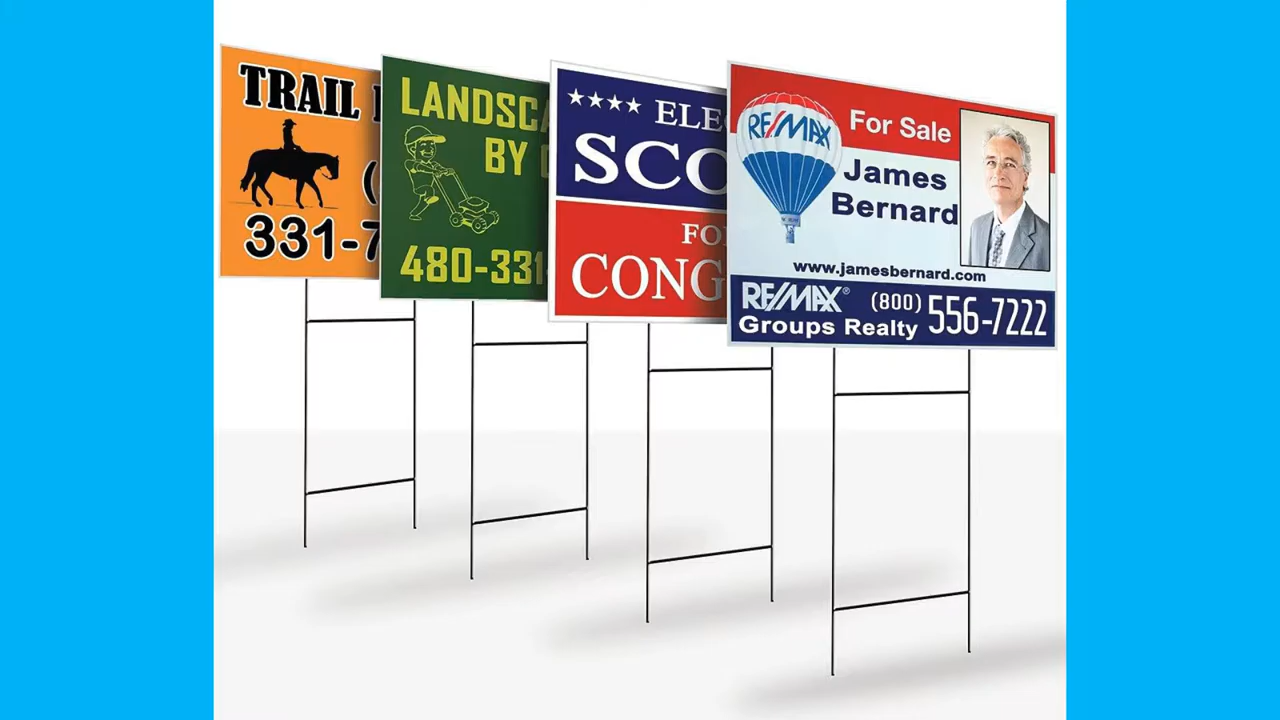 TRAIL
331-7
LANDSCA
BY
480-331
ELE
SCO
FO
CONG
RE/MAX
For Sale
James
Bernard
www.jamesbernard.com
RE/MAX®
Groups Realty
(800) 556-7222